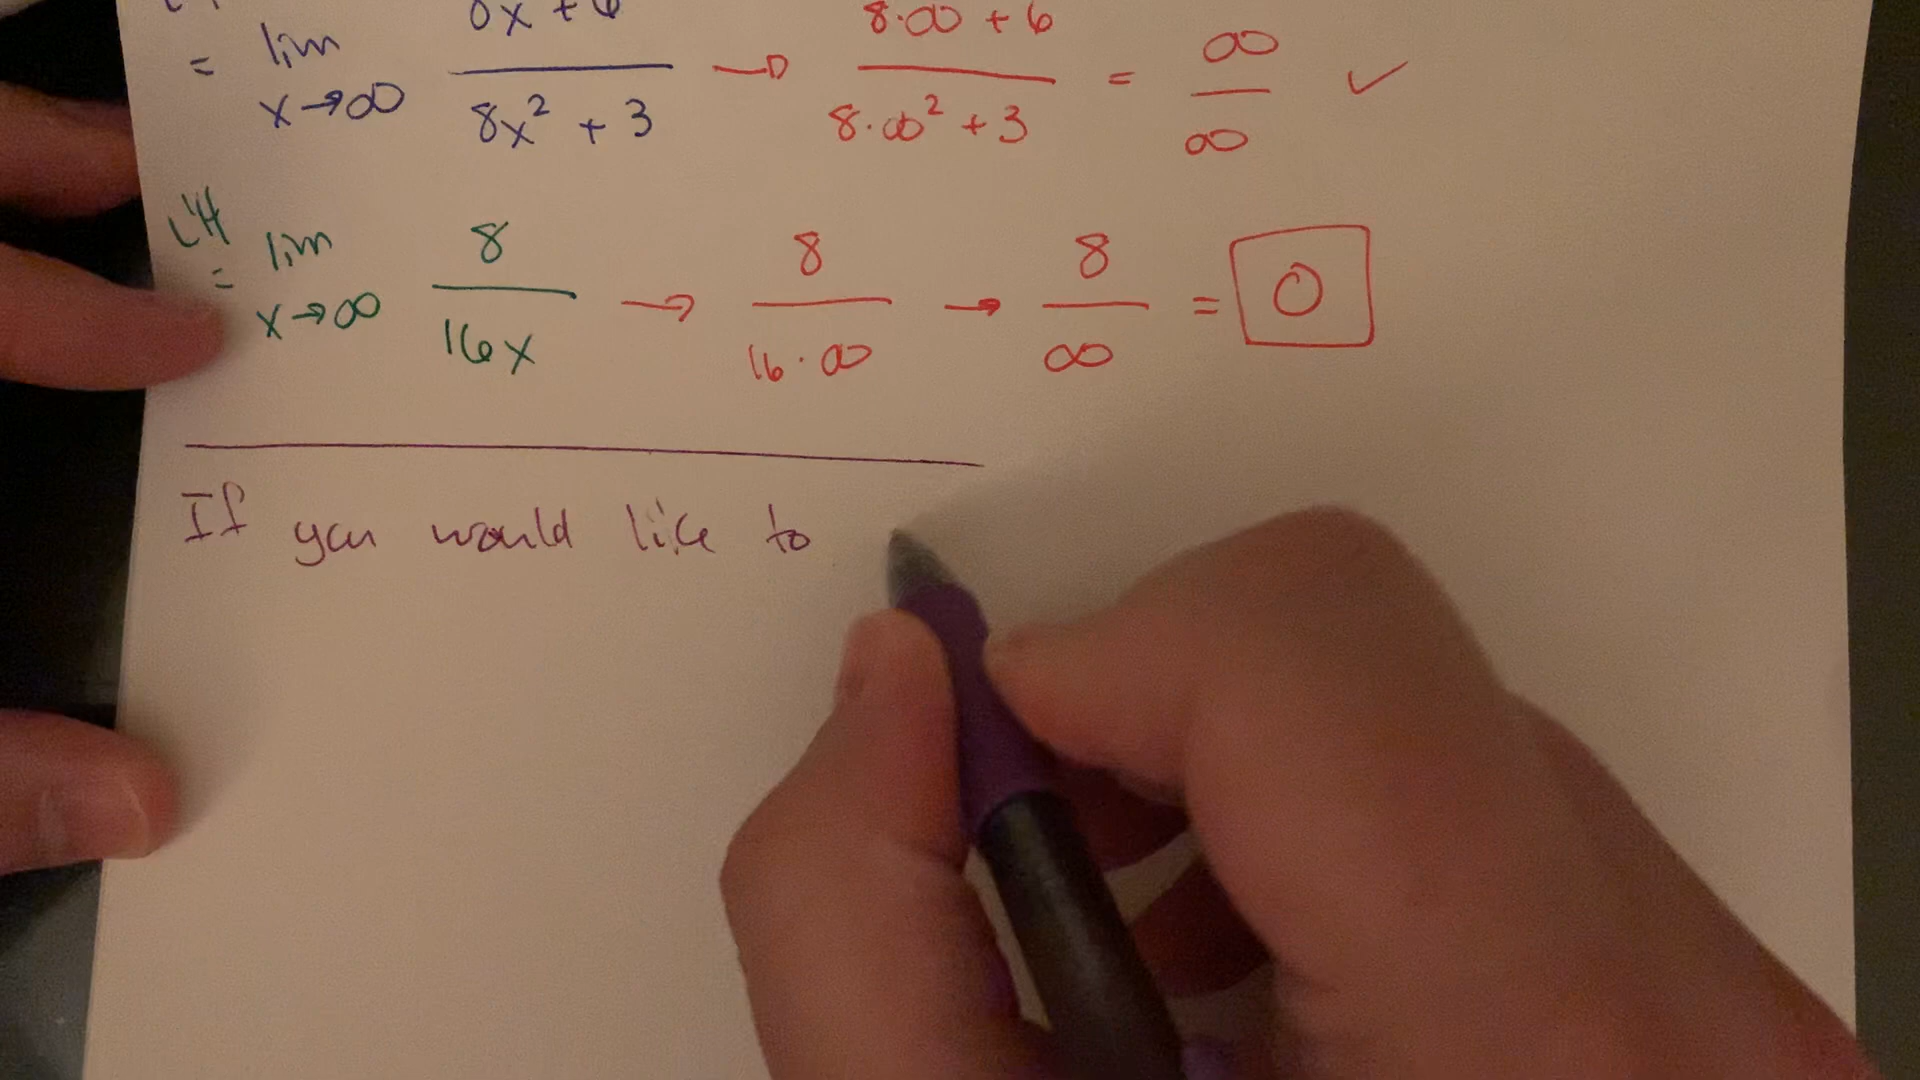 = lim x→∞ 8x + 6 / 8x² + 3 → 8·∞ + 6 / 8·∞² + 3 = ∞ / ∞ ✓
L'H = lim x→∞ 8 / 16x → 8 / 16·∞ → 8 / ∞ = 0
If you would like to